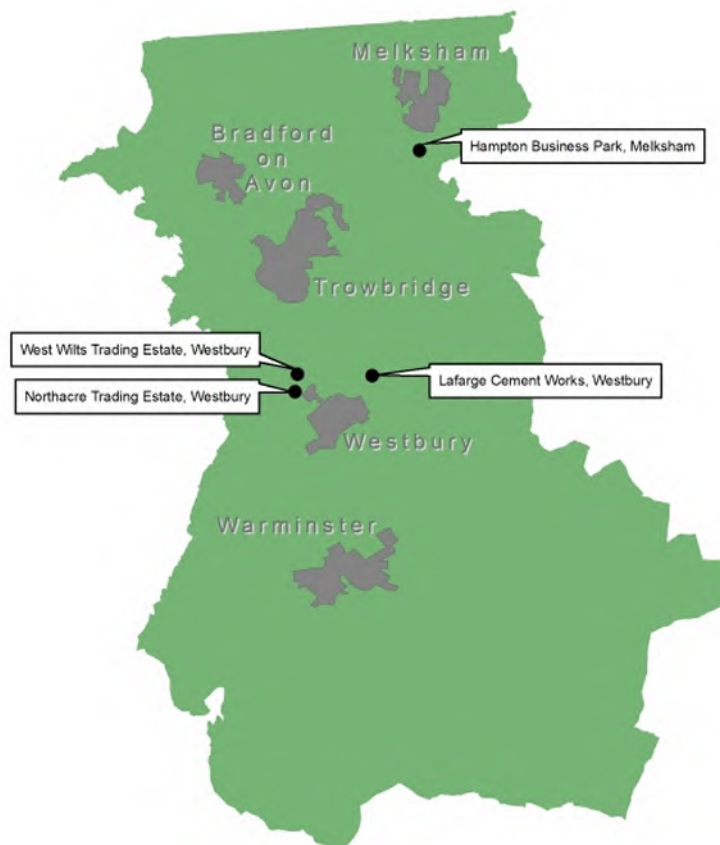 Melksham
Hampton Business Park, Melksham
Bradford
on
Avon
Trowbridge
West Wilts Trading Estate, Westbury
Lafarge Cement Works, Westbury
Northacre Trading Estate, Westbury
Westbury
Warminster